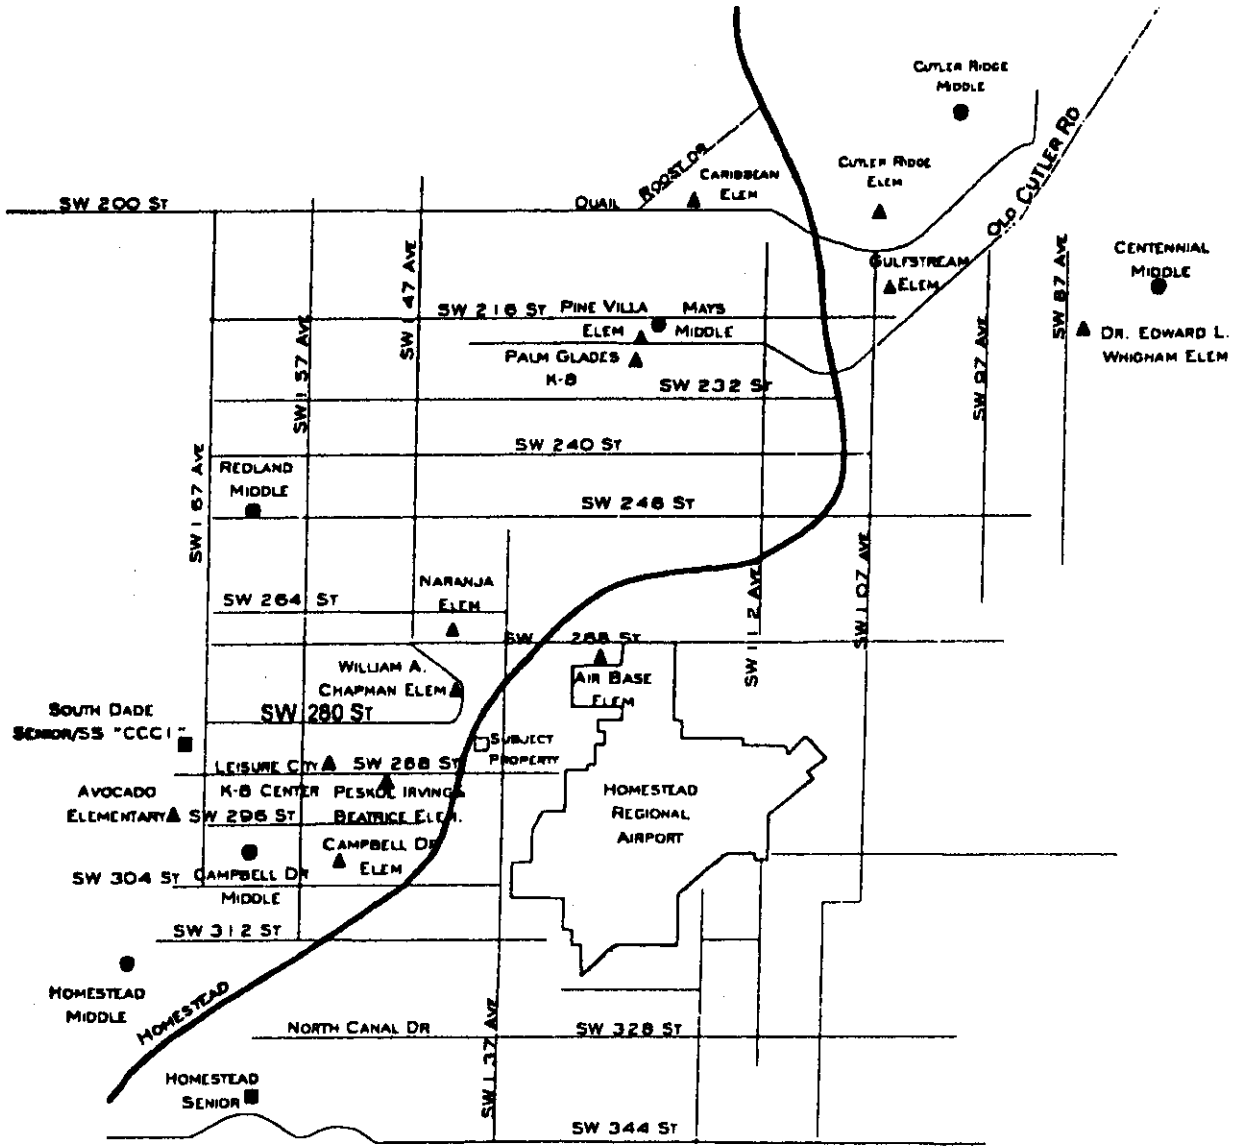 CUTLER RIDGE
MIDDLE
OLD CUTLER RD
ROOST DR
CARIBBEAN
ELEM
CUTLER RIDGE
ELEM
SW 200 ST
QUAIL
SW 147 AVE
GULFSTREAM
ELEM
SW 87 AVE
CENTENNIAL
MIDDLE
SW 216 ST
PINE VILLA
ELEM
MAYS
MIDDLE
DR. EDWARD L.
WHIGHAM ELEM
SW 157 AVE
PALM GLADES
K-8
SW 232 ST
SW 97 AVE
SW 240 ST
REDLAND
MIDDLE
SW 167 AVE
SW 248 ST
NARANJA
ELEM
SW 264 ST
SW 112 AVE
SW 107 AVE
SW 268 ST
WILLIAM A.
CHAPMAN ELEM
AIR BASE
ELEM
SOUTH DADE
SENIOR/SS "CCC1"
SW 280 ST
SUBJECT
PROPERTY
LEISURE CITY
K-8 CENTER
SW 288 ST
AVOCADO
ELEMENTARY
PESKOE IRVING
BEATRICE ELEM.
HOMESTEAD
REGIONAL
AIRPORT
SW 296 ST
CAMPBELL DR
ELEM
SW 304 ST
CAMPBELL DR
MIDDLE
SW 312 ST
HOMESTEAD
MIDDLE
HOMESTEAD
NORTH CANAL DR
SW 328 ST
SW 137 AVE
HOMESTEAD
SENIOR
SW 344 ST